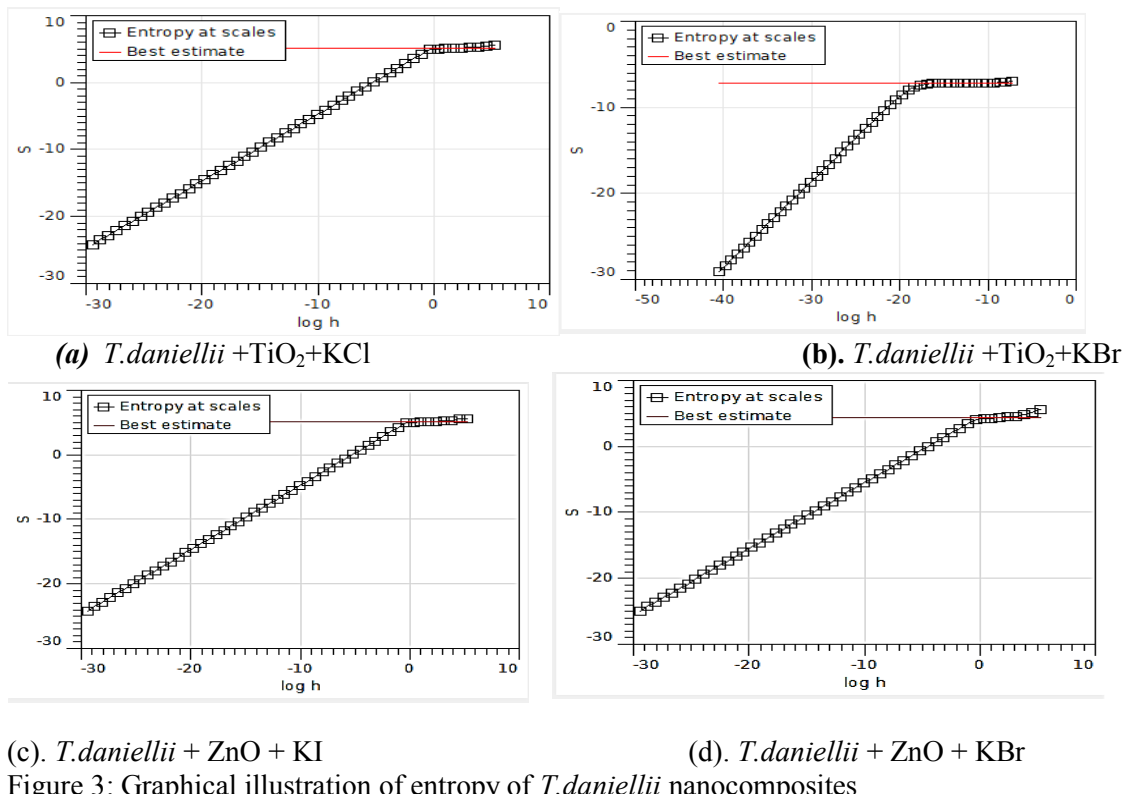 10
0
-10
-20
-30
S
Entropy at scales
Best estimate
-30
-20
-10
0
10
log h
0
-10
-20
-30
S
Entropy at scales
Best estimate
-50
-40
-30
-20
-10
0
log h
(a) T.daniellii +TiO₂+KCl
(b). T.daniellii +TiO₂+KBr
10
0
-10
-20
-30
S
Entropy at scales
Best estimate
-30
-20
-10
0
10
log h
10
0
-10
-20
-30
S
Entropy at scales
Best estimate
-30
-20
-10
0
10
log h
(c). T.daniellii + ZnO + KI
(d). T.daniellii + ZnO + KBr
Figure 3: Graphical illustration of entropy of T.daniellii nanocomposites